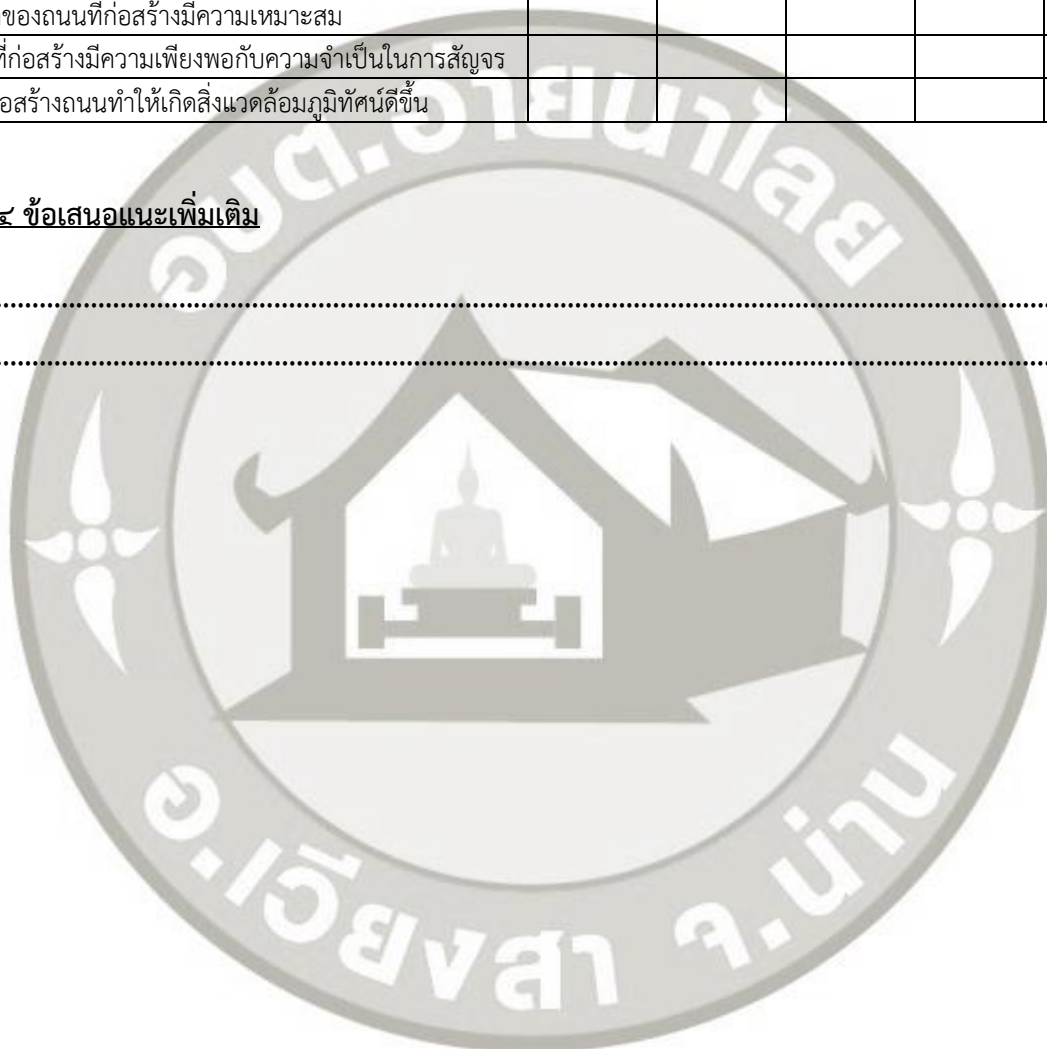 ของถนนที่ก่อสร้างมีความเหมาะสม
ที่ก่อสร้างมีความเพียงพอกับความจำเป็นในการสัญจร
อสร้างถนนทำให้เกิดสิ่งแวดล้อมภูมิทัศน์ดีขึ้น
๔ ข้อเสนอแนะเพิ่มเติม
................................................................................
................................................................................
อบต.อ่ายนาไลย
อ.เวียงสา จ.น่าน